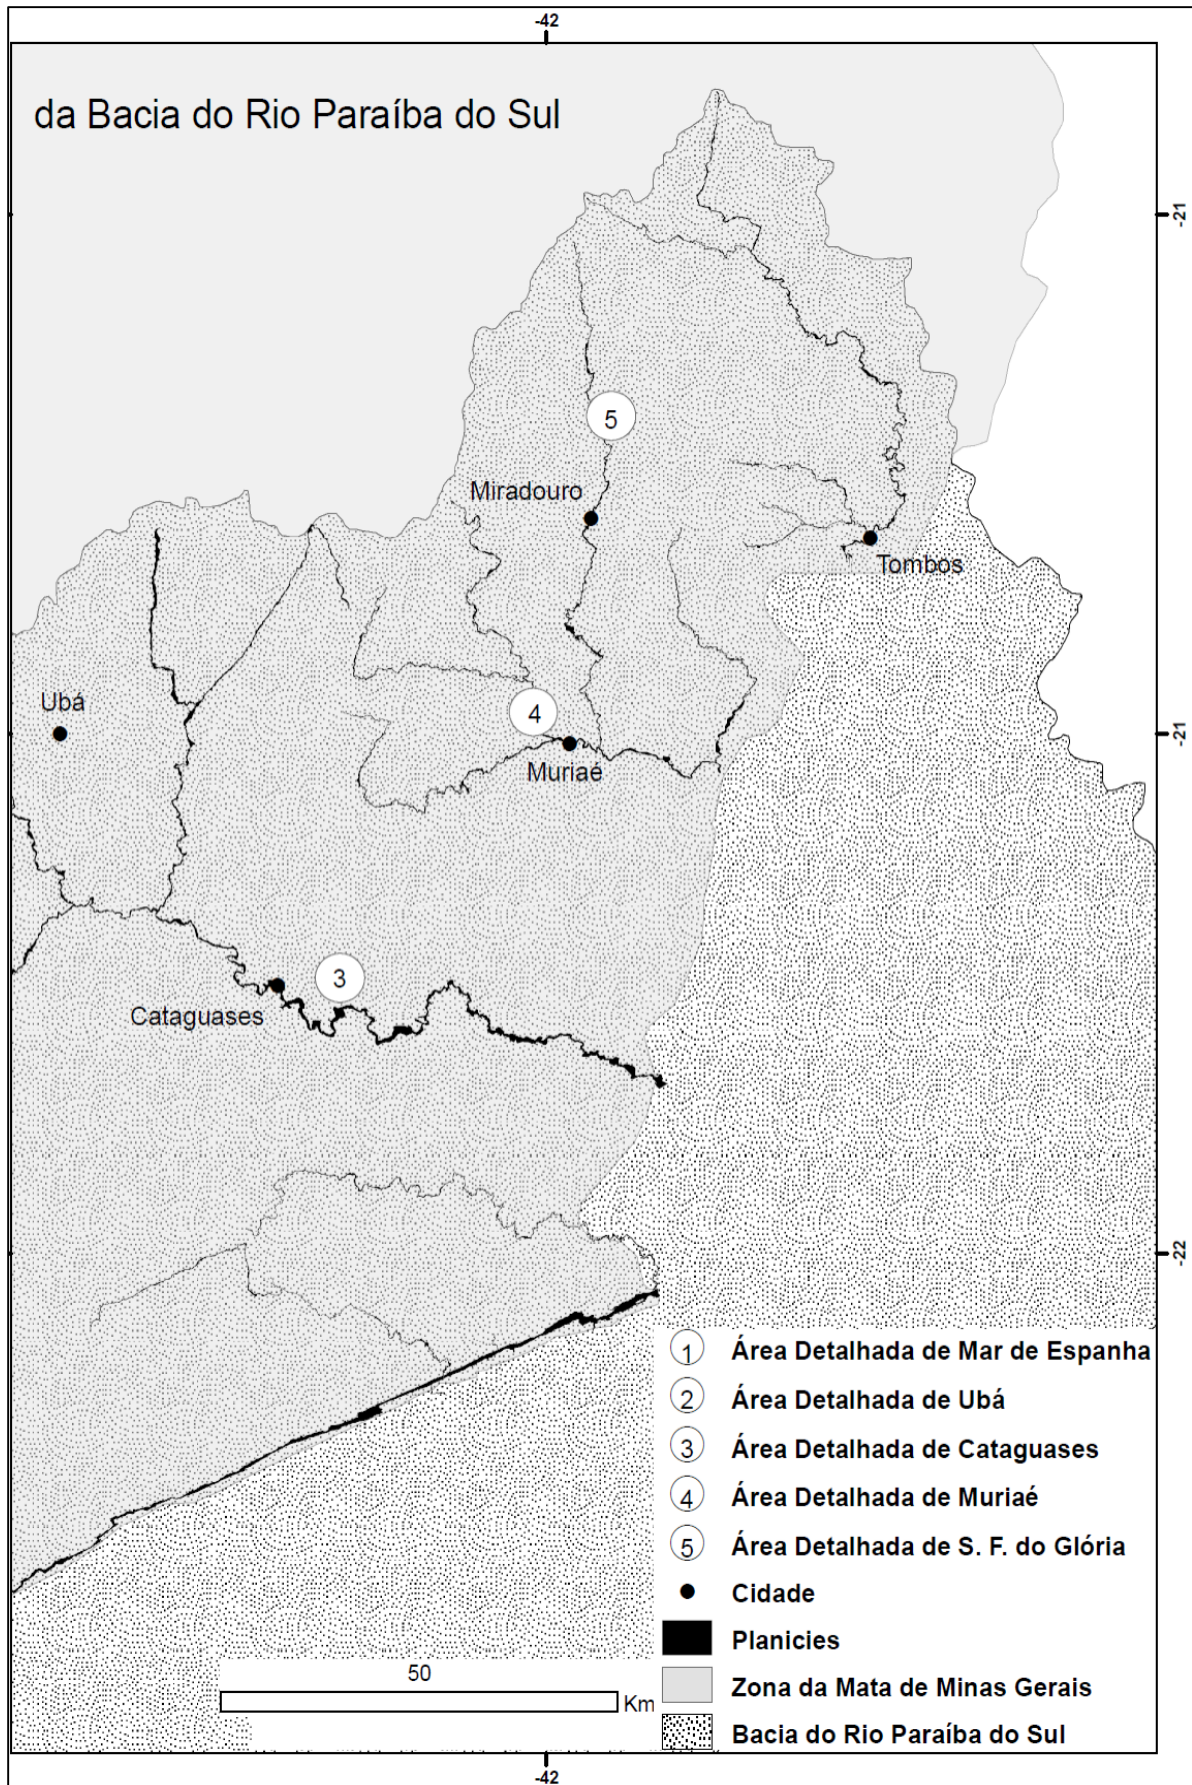 -42
da Bacia do Rio Paraíba do Sul
-21
5
Miradouro
Tombos
Ubá
4
-21
Muriaé
3
Cataguases
-22
1 Área Detalhada de Mar de Espanha
2 Área Detalhada de Ubá
3 Área Detalhada de Cataguases
4 Área Detalhada de Muriaé
5 Área Detalhada de S. F. do Glória
Cidade
Planicies
50
Km
Zona da Mata de Minas Gerais
Bacia do Rio Paraíba do Sul
-42